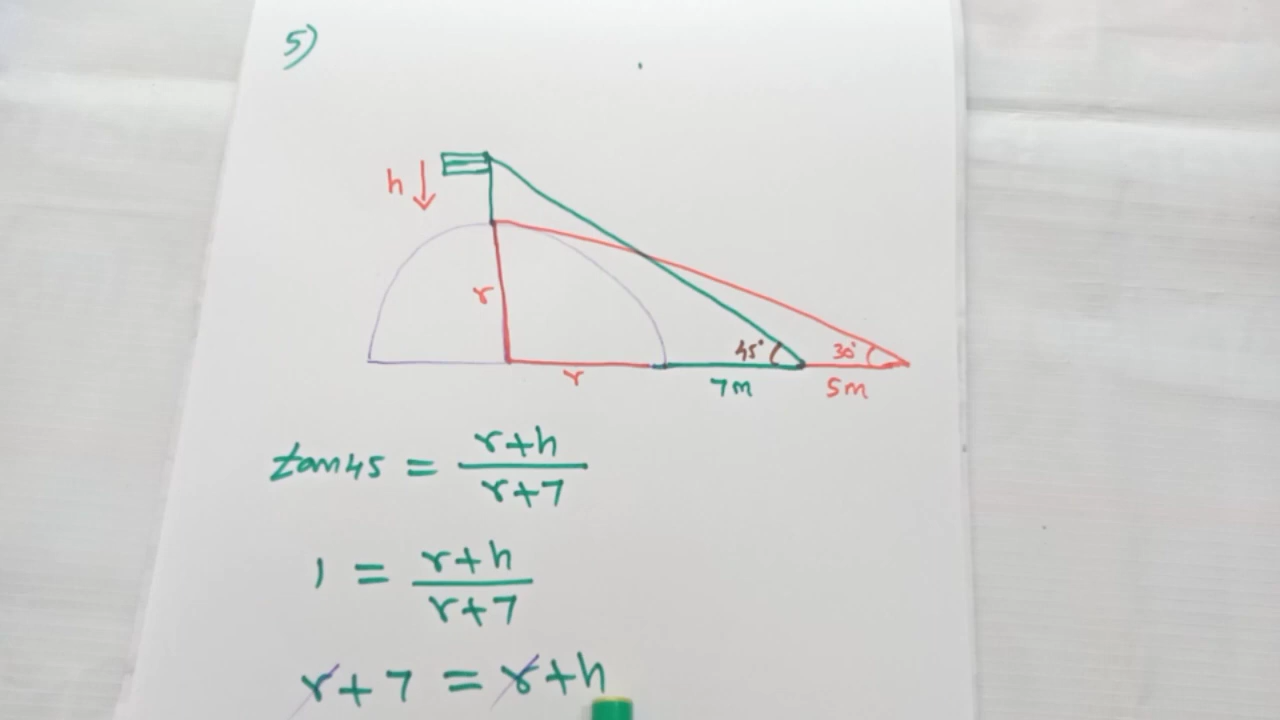 5)
h ↓
r
45° 30°
r 7m 5m
tan45 = r+h / r+7
1 = r+h / r+7
r+7 = r+h